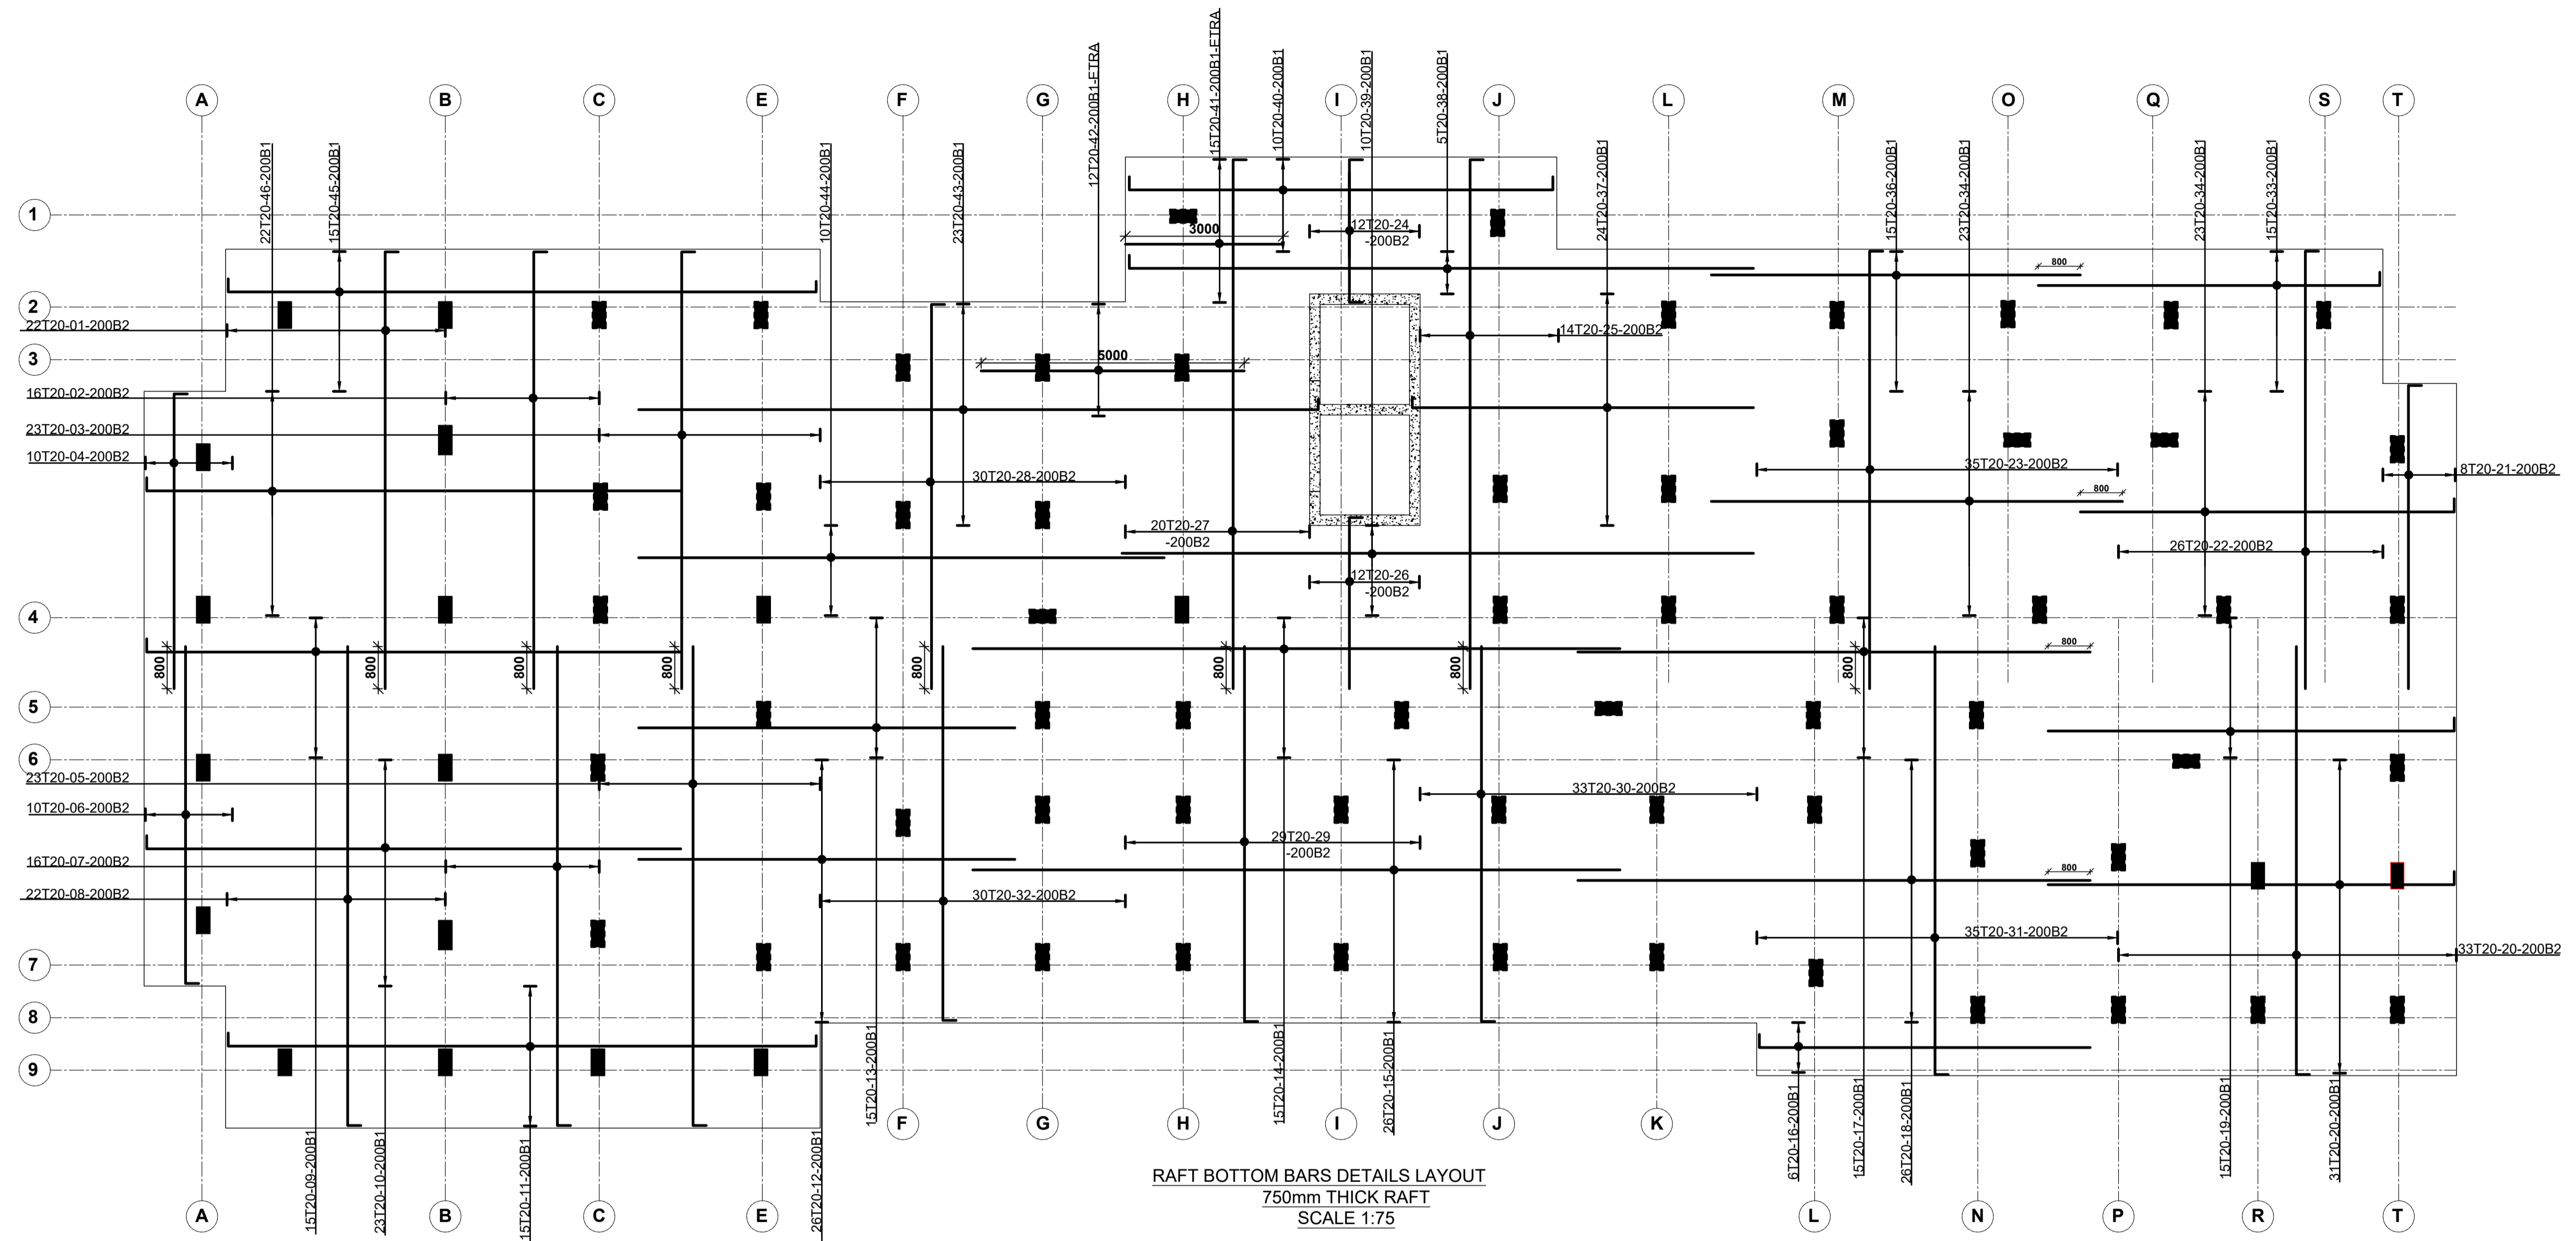 15T20-41-200B1-ETRA
12T20-42-200B1-ETRA
10T20-40-200B1
10T20-39-200B1
5T20-38-200B1
A B C E F G H I J L M O Q S T
22T20-46-200B1
15T20-45-200B1
10T20-44-200B1
23T20-43-200B1
24T20-37-200B1
15T20-36-200B1
23T20-34-200B1
23T20-34-200B1
15T20-33-200B1
1
3000
12T20-24
-200B2
800
2
22T20-01-200B2
14T20-25-200B2
3
5000
16T20-02-200B2
23T20-03-200B2
10T20-04-200B2
35T20-23-200B2
8T20-21-200B2
30T20-28-200B2
800
20T20-27
-200B2
26T20-22-200B2
12T20-26
-200B2
4
800
800
800
800
800
800
800
800
800
5
6
23T20-05-200B2
33T20-30-200B2
10T20-06-200B2
29T20-29
-200B2
16T20-07-200B2
800
22T20-08-200B2
30T20-32-200B2
35T20-31-200B2
33T20-20-200B2
7
8
9
15T20-09-200B1
23T20-10-200B1
15T20-11-200B1
26T20-12-200B1
15T20-13-200B1
15T20-14-200B1
26T20-15-200B1
6T20-16-200B1
15T20-17-200B1
26T20-18-200B1
15T20-19-200B1
31T20-20-200B1
F G H I J K
RAFT BOTTOM BARS DETAILS LAYOUT
750mm THICK RAFT
SCALE 1:75
A B C E L N P R T